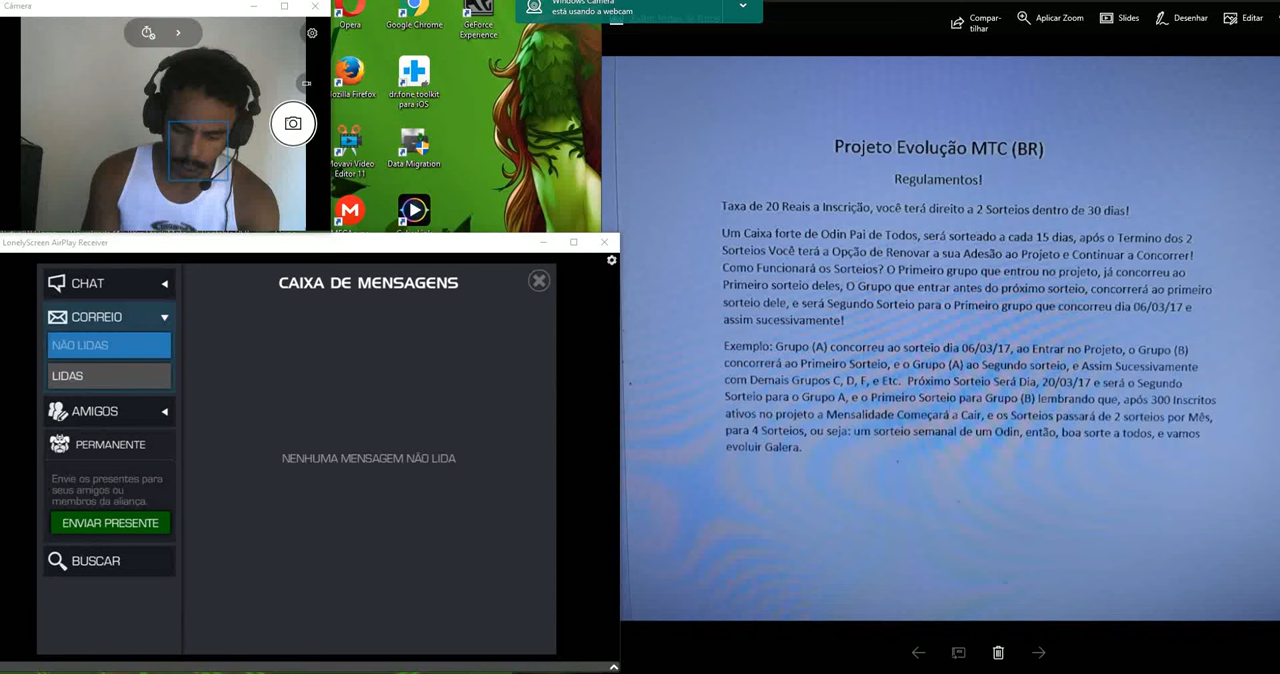 Câmera
Opera
Google Chrome
GeForce
Experience
Windows Camera
está usando a webcam
Compar-
tilhar
Aplicar Zoom
Slides
Desenhar
Editar
ozilla Firefox
dr.fone toolkit
para iOS
Movavi Video
Editor 11
Data Migration
LonelyScreen AirPlay Receiver
CHAT
CORREIO
NÃO LIDAS
LIDAS
AMIGOS
PERMANENTE
Envie os presentes para
seus amigos ou
membros da aliança.
ENVIAR PRESENTE
BUSCAR
CAIXA DE MENSAGENS
NENHUMA MENSAGEM NÃO LIDA
Projeto Evolução MTC (BR)
Regulamentos!
Taxa de 20 Reais a Inscrição, você terá direito a 2 Sorteios dentro de 30 dias!
Um Caixa forte de Odin Pai de Todos, será sorteado a cada 15 dias, após o Termino dos 2
Sorteios Você terá a Opção de Renovar a sua Adesão ao Projeto e Continuar a Concorrer!
Como Funcionará os Sorteios? O Primeiro grupo que entrou no projeto, já concorreu ao
Primeiro sorteio deles, O Grupo que entrar antes do próximo sorteio, concorrerá ao primeiro
sorteio dele, e será Segundo Sorteio para o Primeiro grupo que concorreu dia 06/03/17 e
assim sucessivamente!
Exemplo: Grupo (A) concorreu ao sorteio dia 06/03/17, ao Entrar no Projeto, o Grupo (B)
concorrerá ao Primeiro Sorteio, e o Grupo (A) ao Segundo sorteio, e Assim Sucessivamente
com Demais Grupos C, D, F, e Etc. Próximo Sorteio Será Dia, 20/03/17 e será o Segundo
Sorteio para o Grupo A, e o Primeiro Sorteio para Grupo (B) lembrando que, após 300 Inscritos
ativos no projeto a Mensalidade Começará a Cair, e os Sorteios passará de 2 sorteios por Mês,
para 4 Sorteios, ou seja: um sorteio semanal de um Odin, então, boa sorte a todos, e vamos
evoluir Galera.